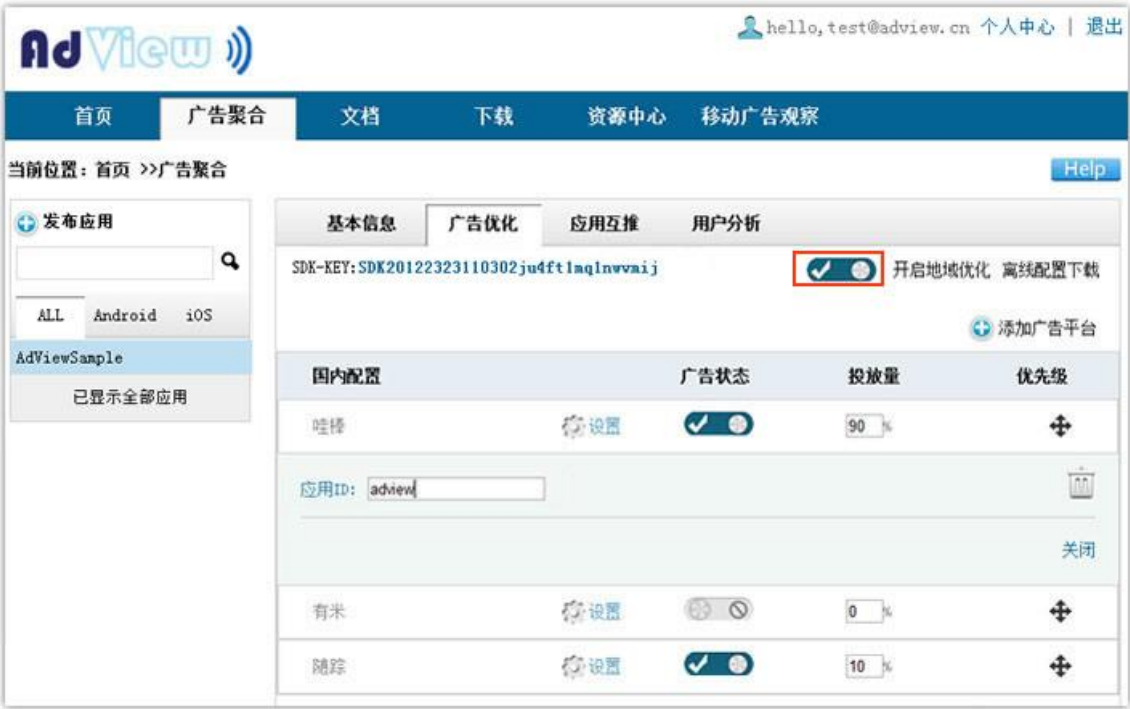 AdView
hello,test@adview.cn 个人中心 | 退出
首页 广告聚合 文档 下载 资源中心 移动广告观察
当前位置：首页 >>广告聚合
Help
发布应用
ALL Android iOS
AdViewSample
已显示全部应用
基本信息 广告优化 应用互推 用户分析
SDK-KEY:SDK20122323110302ju4ft1mq1nwvmij
开启地域优化 离线配置下载
添加广告平台
国内配置 广告状态 投放量 优先级
哇棒 设置 90 %
应用ID: adview
关闭
有米 设置 0 %
随踪 设置 10 %